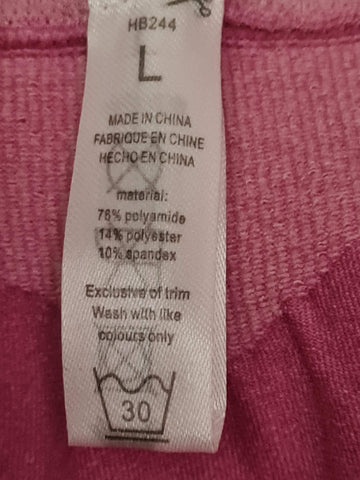 HB244
L
MADE IN CHINA
FABRIQUE EN CHINE
HECHO EN CHINA
material:
76% polyamide
14% polyester
10% spandex
Exclusive of trim
Wash with like
colours only
30